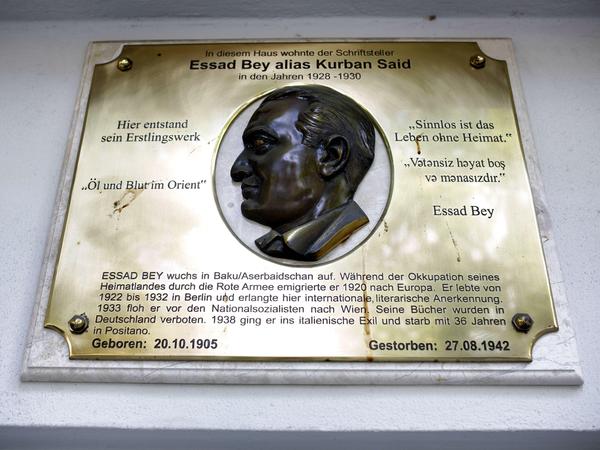 In diesem Haus wohnte der Schriftsteller
Essad Bey alias Kurban Said
in den Jahren 1928 -1930
Hier entstand
sein Erstlingswerk
„Öl und Blut im Orient“
„Sinnlos ist das
Leben ohne Heimat.“
„Vətənsiz həyat boş
və mənasızdır.“
Essad Bey
ESSAD BEY wuchs in Baku/Aserbaidschan auf. Während der Okkupation seines
Heimatlandes durch die Rote Armee emigrierte er 1920 nach Europa. Er lebte von
1922 bis 1932 in Berlin und erlangte hier internationale literarische Anerkennung.
1933 floh er vor den Nationalsozialisten nach Wien. Seine Bücher wurden in
Deutschland verboten. 1938 ging er ins italienische Exil und starb mit 36 Jahren
in Positano.
Geboren: 20.10.1905
Gestorben: 27.08.1942